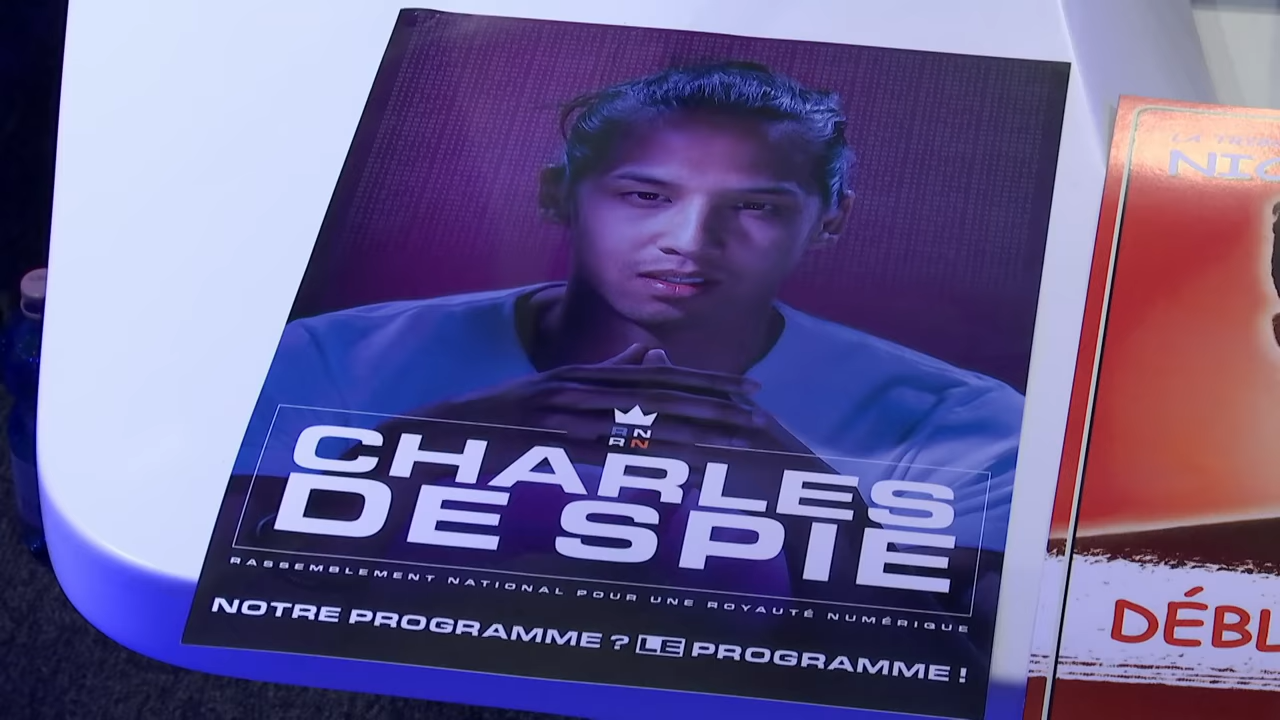 RN
RN
CHARLES
DE SPIE
RASSEMBLEMENT NATIONAL POUR UNE ROYAUTÉ NUMÉRIQUE
NOTRE PROGRAMME ? LE PROGRAMME !
DÉBL